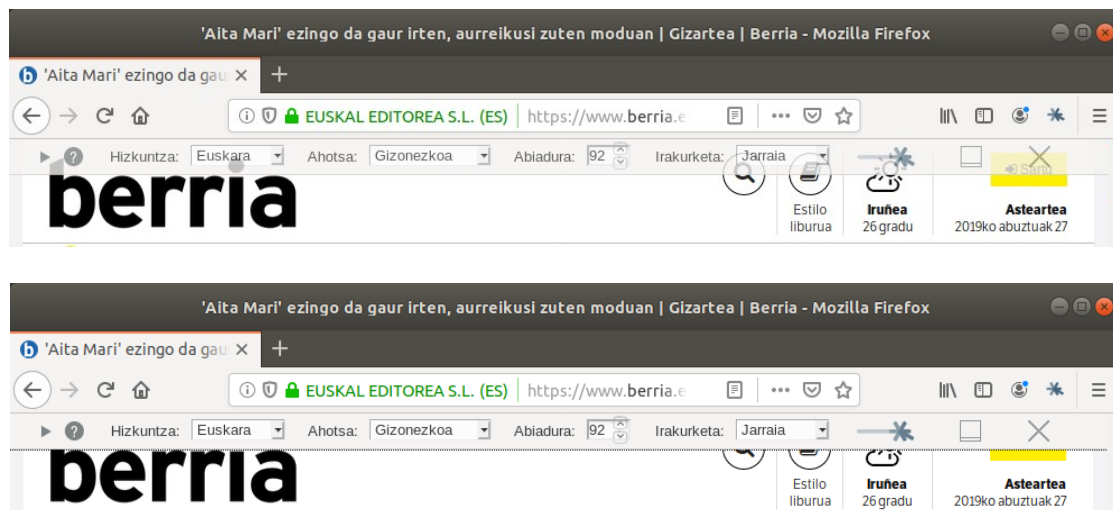 'Aita Mari' ezingo da gaur irten, aurreikusi zuten moduan | Gizartea | Berria - Mozilla Firefox
'Aita Mari' ezingo da gau
EUSKAL EDITOREA S.L. (ES) https://www.berria.e
Hizkuntza: Euskara Ahotsa: Gizonezkoa Abiadura: 92 Irakurketa: Jarraia
Sartu
berria
Estilo liburua
Iruñea
26 gradu
Asteartea
2019ko abuztuak 27
'Aita Mari' ezingo da gaur irten, aurreikusi zuten moduan | Gizartea | Berria - Mozilla Firefox
'Aita Mari' ezingo da gau
EUSKAL EDITOREA S.L. (ES) https://www.berria.e
Hizkuntza: Euskara Ahotsa: Gizonezkoa Abiadura: 92 Irakurketa: Jarraia
berria
Estilo liburua
Iruñea
26 gradu
Asteartea
2019ko abuztuak 27